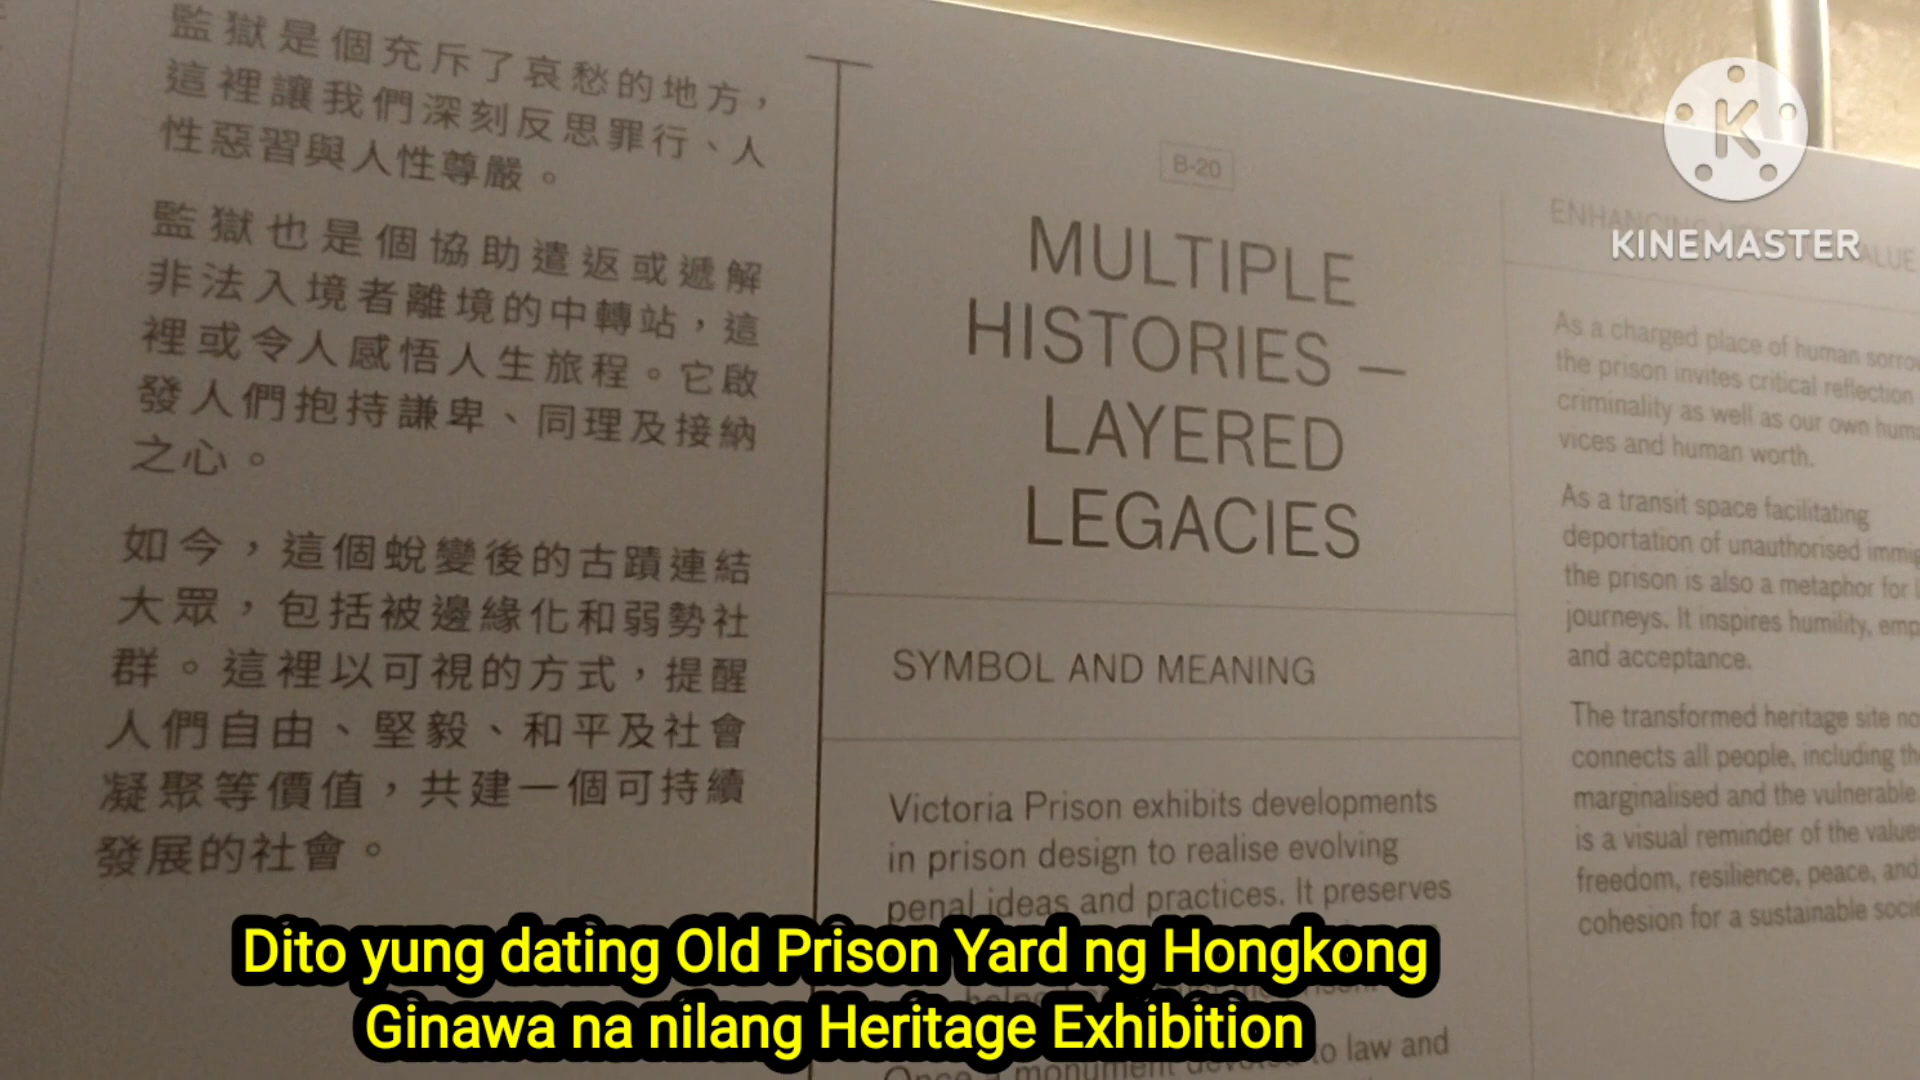 監獄是個充斥了哀愁的地方，
這裡讓我們深刻反思罪行、人
性惡習與人性尊嚴。
監獄也是個協助遣返或遞解
非法入境者離境的中轉站，這
裡或令人感悟人生旅程。它啟
發人們抱持謙卑、同理及接納
之心。
如今，這個蛻變後的古蹟連結
大眾，包括被邊緣化和弱勢社
群。這裡以可視的方式，提醒
人們自由、堅毅、和平及社會
凝聚等價值，共建一個可持續
發展的社會。
B-20
MULTIPLE
HISTORIES —
LAYERED
LEGACIES
SYMBOL AND MEANING
Victoria Prison exhibits developments
in prison design to realise evolving
penal ideas and practices. It preserves
to law and
ENHANCING
As a charged place of human
the prison invites critical reflection
criminality as well as our own
vices and human worth.
As a transit space facilitating
deportation of unauthorised
the prison is also a metaphor for
journeys. It inspires humility,
and acceptance.
The transformed heritage site
connects all people, including
marginalised and the vulnerable
is a visual reminder of the
freedom, resilience, peace, and
cohesion for a sustainable
KINEMASTER
Dito yung dating Old Prison Yard ng Hongkong
Ginawa na nilang Heritage Exhibition